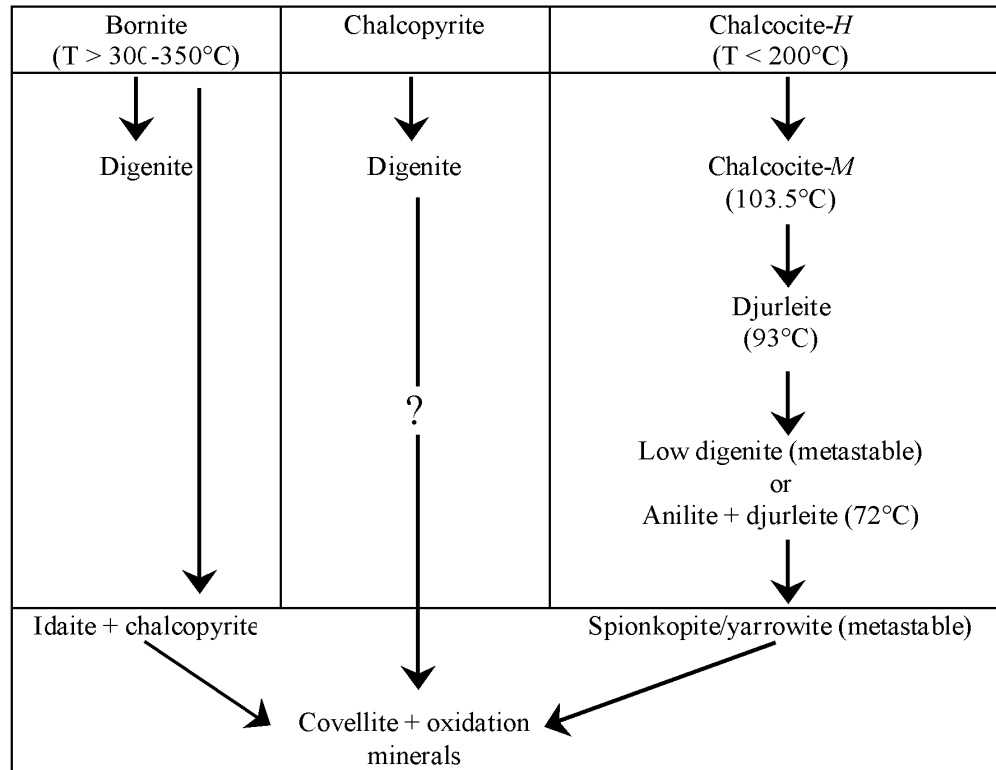 Bornite
(T > 300-350°C)
Chalcopyrite
Chalcocite-H
(T < 200°C)
Digenite
Digenite
Chalcocite-M
(103.5°C)
Djurleite
(93°C)
?
Low digenite (metastable)
or
Anilite + djurleite (72°C)
Idaite + chalcopyrite
Spionkopite/yarrowite (metastable)
Covellite + oxidation
minerals